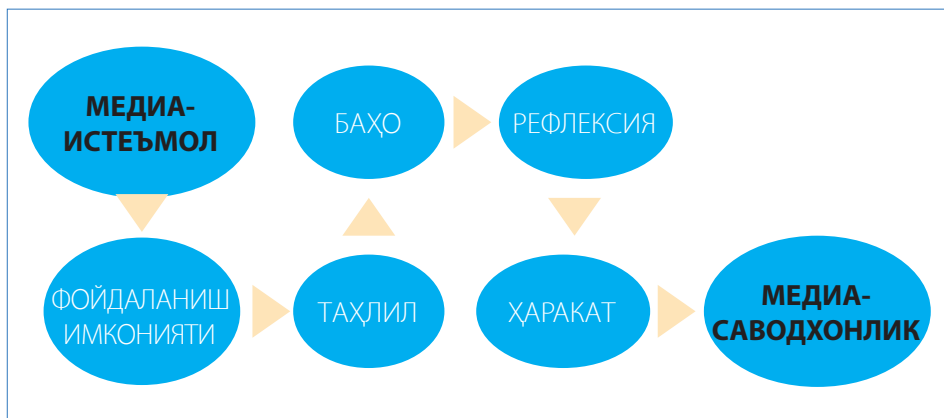 МЕДИА-
ИСТЕЪМОЛ
ФОЙДАЛАНИШ
ИМКОНИЯТИ
ТАҲЛИЛ
БАҲО
РЕФЛЕКСИЯ
ҲАРАКАТ
МЕДИА-
САВОДХОНЛИК